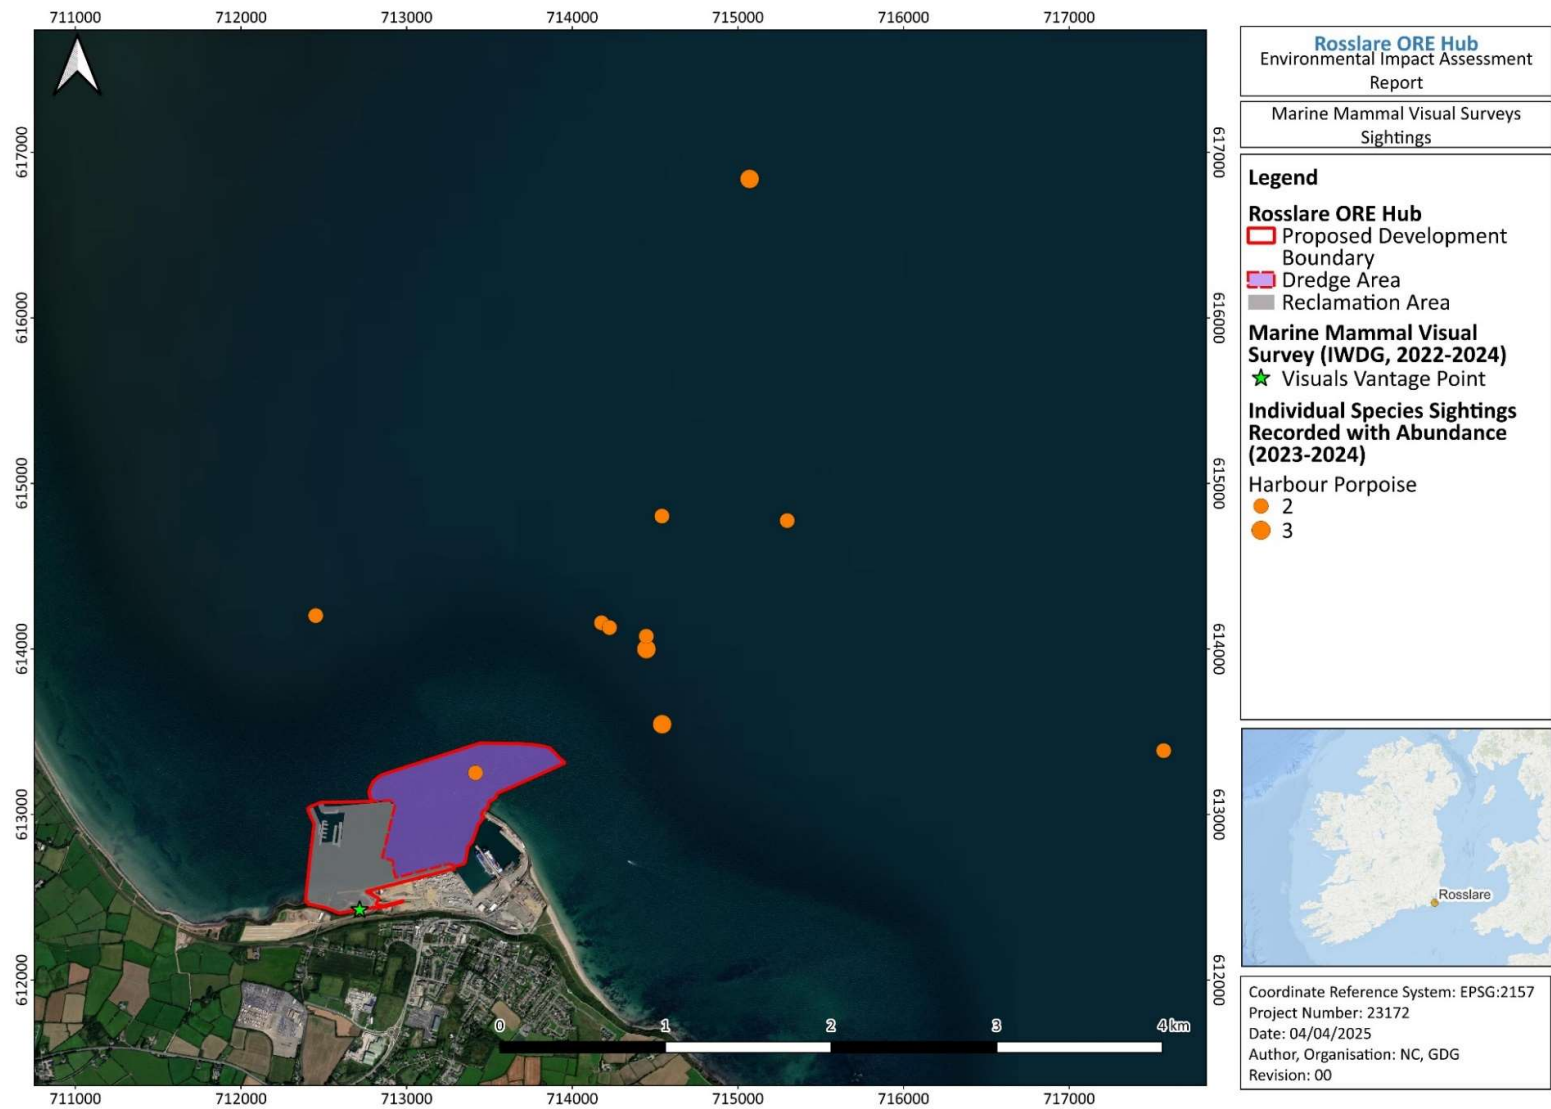 711000 712000 713000 714000 715000 716000 717000
617000
616000
615000
614000
613000
612000
617000
616000
615000
614000
613000
612000
0 1 2 3 4 km
711000 712000 713000 714000 715000 716000 717000
Rosslare ORE Hub
Environmental Impact Assessment
Report
Marine Mammal Visual Surveys
Sightings
Legend
Rosslare ORE Hub
Proposed Development
Boundary
Dredge Area
Reclamation Area
Marine Mammal Visual
Survey (IWDG, 2022-2024)
Visuals Vantage Point
Individual Species Sightings
Recorded with Abundance
(2023-2024)
Harbour Porpoise
2
3
Rosslare
Coordinate Reference System: EPSG:2157
Project Number: 23172
Date: 04/04/2025
Author, Organisation: NC, GDG
Revision: 00